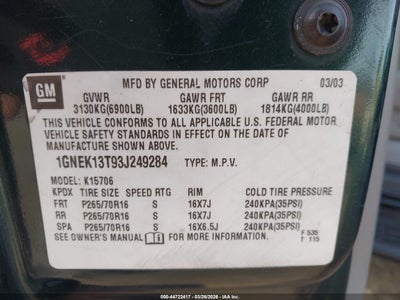 GM
MFD BY GENERAL MOTORS CORP 03/03
GVWR GAWR FRT GAWR RR
3130KG(6900LB) 1633KG(3600LB) 1814KG(4000LB)
THIS VEHICLE CONFORMS TO ALL APPLICABLE U.S. FEDERAL MOTOR
VEHICLE SAFETY STANDARDS IN EFFECT ON THE DATE OF
MANUFACTURE SHOWN ABOVE.
1GNEK13T93J249284 TYPE: M.P.V.
MODEL: K15706
KPDX TIRE SIZE SPEED RTG RIM COLD TIRE PRESSURE
FRT P265/70R16 S 16X7J 240KPA(35PSI)
RR P265/70R16 S 16X7J 240KPA(35PSI)
SPA P265/70R16 S 16X6.5J 240KPA(35PSI)
SEE OWNER'S MANUAL FOR MORE INFORMATION F 535
T 115
000-44722417 - 03/26/2026 - IAA Inc.